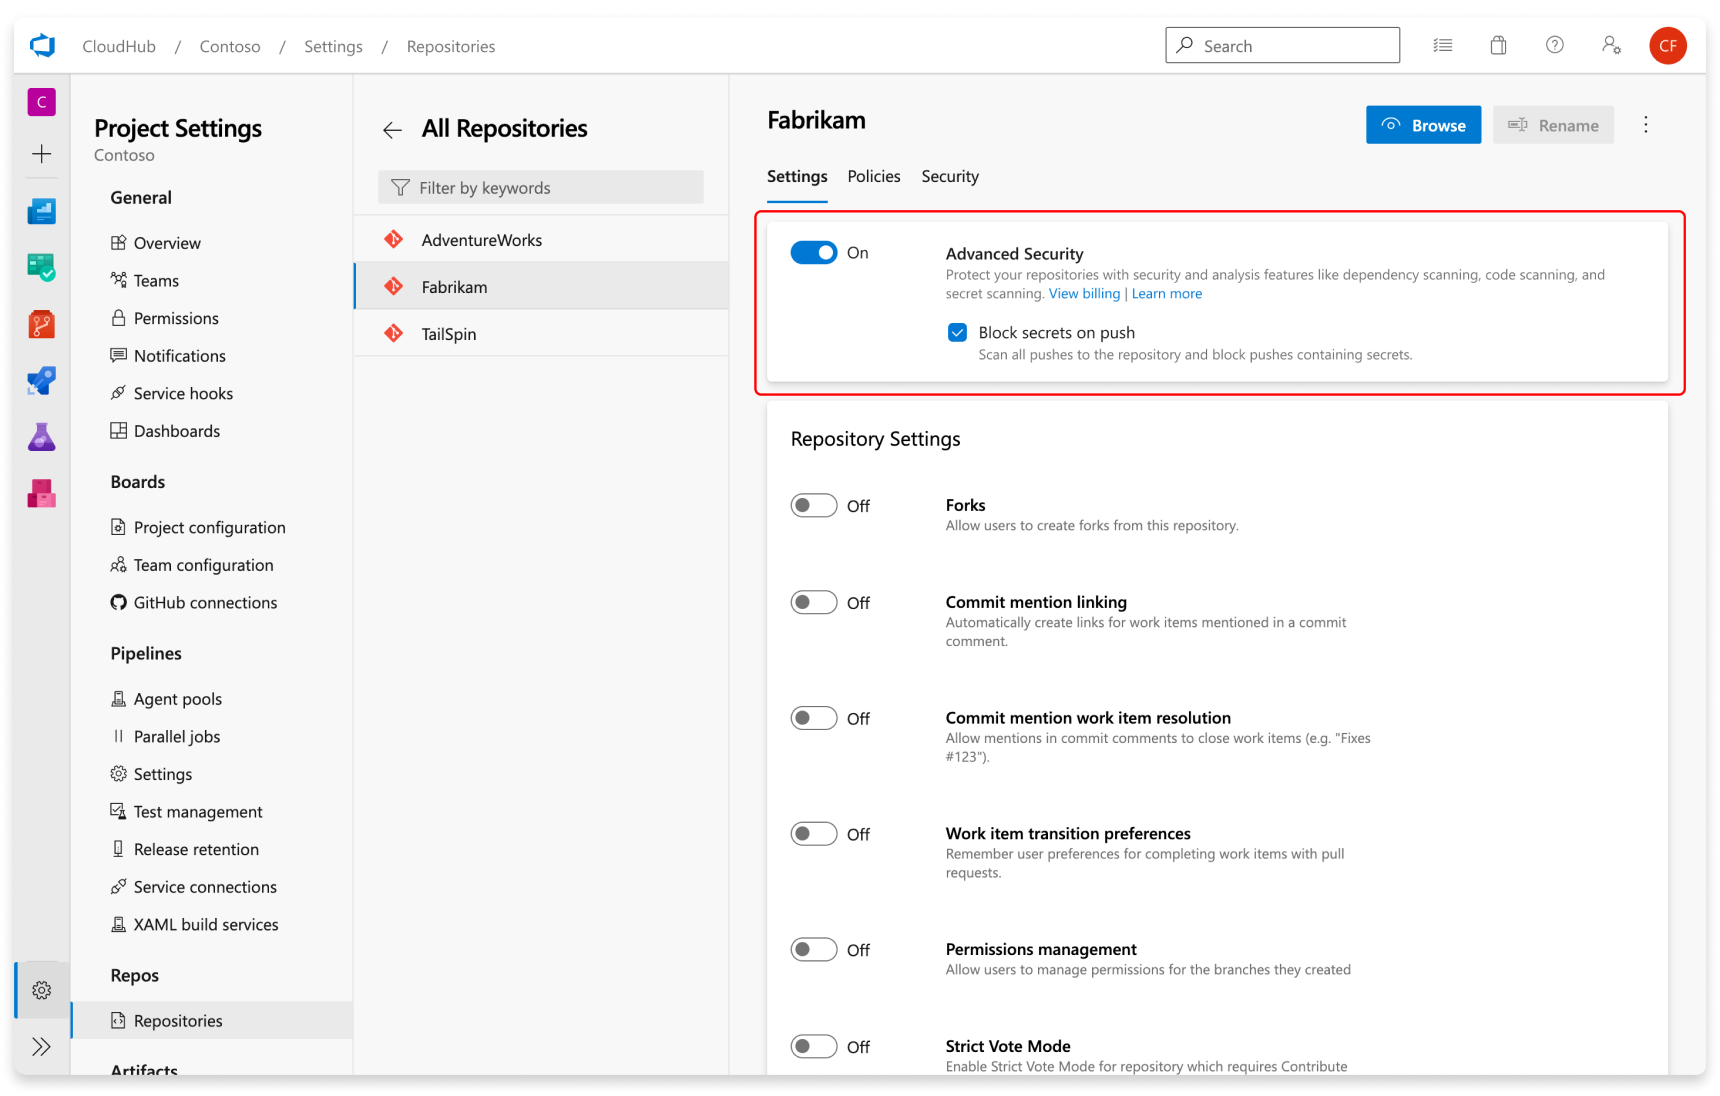 CloudHub / Contoso / Settings / Repositories
Search
CF
C
Project Settings
Contoso
General
Overview
Teams
Permissions
Notifications
Service hooks
Dashboards
Boards
Project configuration
Team configuration
GitHub connections
Pipelines
Agent pools
Parallel jobs
Settings
Test management
Release retention
Service connections
XAML build services
Repos
Repositories
Artifacts
All Repositories
Filter by keywords
AdventureWorks
Fabrikam
TailSpin
Fabrikam
Browse
Rename
Settings Policies Security
On
Advanced Security
Protect your repositories with security and analysis features like dependency scanning, code scanning, and
secret scanning. View billing | Learn more
Block secrets on push
Scan all pushes to the repository and block pushes containing secrets.
Repository Settings
Off
Forks
Allow users to create forks from this repository.
Off
Commit mention linking
Automatically create links for work items mentioned in a commit
comment.
Off
Commit mention work item resolution
Allow mentions in commit comments to close work items (e.g. "Fixes
#123").
Off
Work item transition preferences
Remember user preferences for completing work items with pull
requests.
Off
Permissions management
Allow users to manage permissions for the branches they created
Off
Strict Vote Mode
Enable Strict Vote Mode for repository which requires Contribute